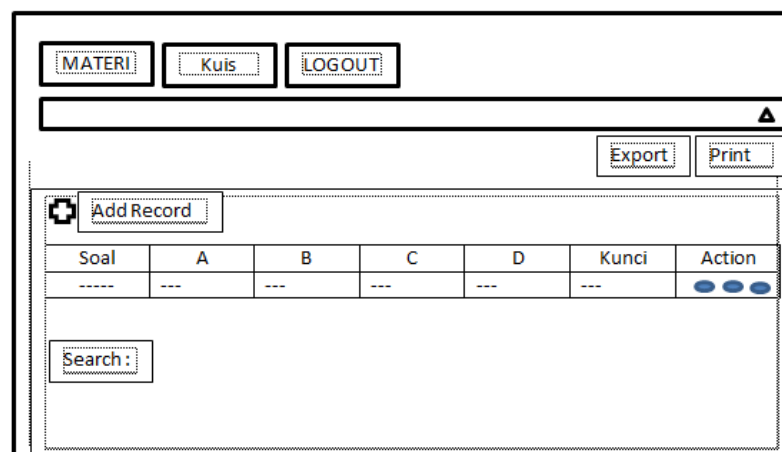 MATERI Kuis LOGOUT
Export Print
Add Record
Soal A B C D Kunci Action
----- --- --- --- --- ---
Search :